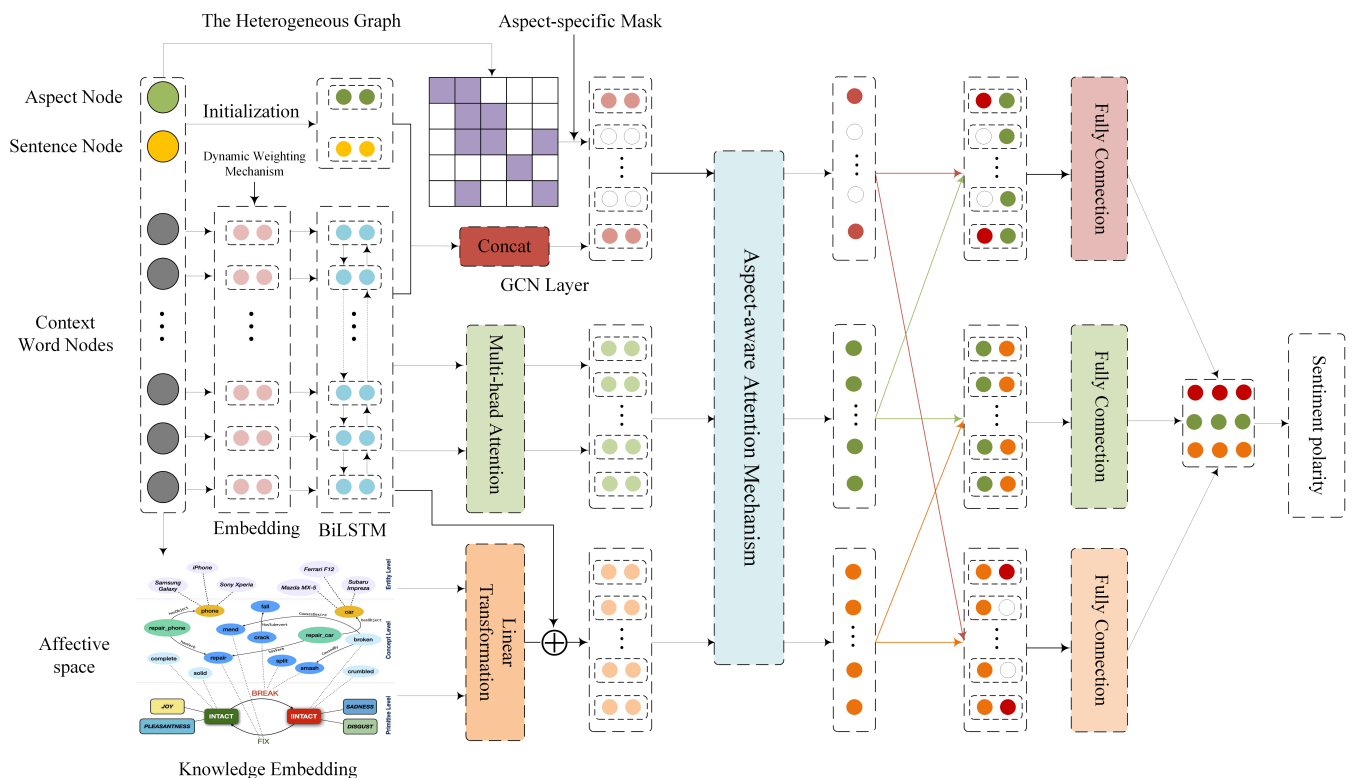 The Heterogeneous Graph
Aspect-specific Mask
Aspect Node
Sentence Node
Initialization
Dynamic Weighting
Mechanism
Context
Word Nodes
Embedding
BiLSTM
Concat
GCN Layer
Multi-head Attention
Linear
Transformation
Aspect-aware Attention Mechanism
Fully Connection
Fully Connection
Fully Connection
Sentiment polarity
Affective
space
iPhone
Samsung
Galaxy
Sony Xperia
Ferrari F12
Mazda MX-5
Subaru
Impreza
Entity Level
phone
fall
car
repair_phone
mend
crack
repair_car
broken
complete
repair
split
smash
solid
crumbled
Concept Level
BREAK
JOY
INTACT
!INTACT
SADNESS
PLEASANTNESS
DISGUST
FIX
Primitive Level
Knowledge Embedding